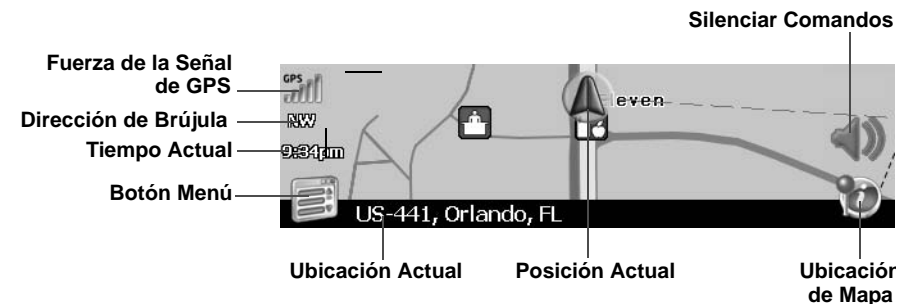 Silenciar Comandos
Fuerza de la Señal
de GPS
GPS
Dirección de Brújula
NW
Tiempo Actual
9:34pm
Botón Menú
eleven
US-441, Orlando, FL
Ubicación Actual
Posición Actual
Ubicación
de Mapa